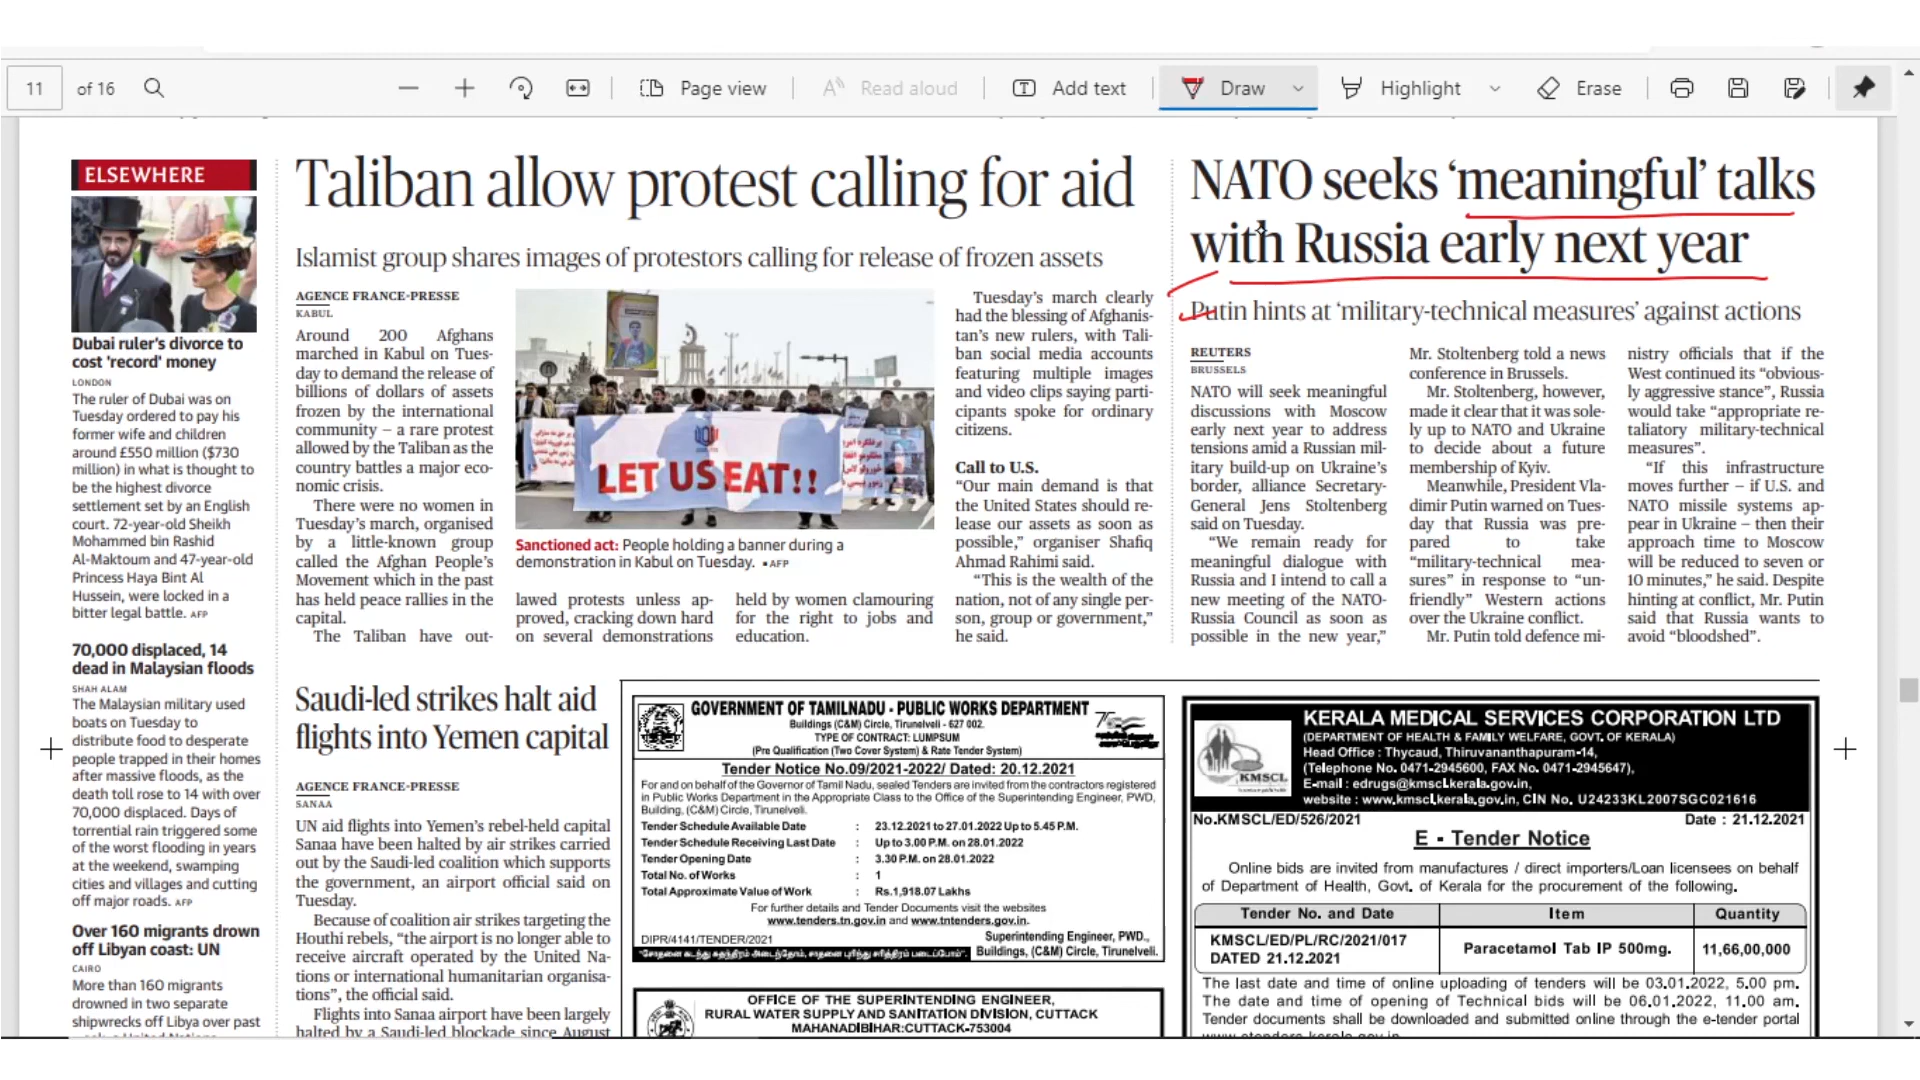 11 of 16
Page view
Read aloud
Add text
Draw
Highlight
Erase
ELSEWHERE
Dubai ruler's divorce to
cost 'record' money
LONDON
The ruler of Dubai was on
Tuesday ordered to pay his
former wife and children
around £550 million ($730
million) in what is thought to
be the highest divorce
settlement set by an English
court. 72-year-old Sheikh
Mohammed bin Rashid
Al-Maktoum and 47-year-old
Princess Haya Bint Al
Hussein, were locked in a
bitter legal battle. AFP
70,000 displaced, 14
dead in Malaysian floods
SHAH ALAM
The Malaysian military used
boats on Tuesday to
distribute food to desperate
people trapped in their homes
after massive floods, as the
death toll rose to 14 with over
70,000 displaced. Days of
torrential rain triggered some
of the worst flooding in years
at the weekend, swamping
cities and villages and cutting
off major roads. AFP
Over 160 migrants drown
off Libyan coast: UN
CAIRO
More than 160 migrants
drowned in two separate
shipwrecks off Libya over past
Taliban allow protest calling for aid
Islamist group shares images of protestors calling for release of frozen assets
AGENCE FRANCE-PRESSE
KABUL
Around 200 Afghans
marched in Kabul on Tues-
day to demand the release of
billions of dollars of assets
frozen by the international
community – a rare protest
allowed by the Taliban as the
country battles a major eco-
nomic crisis.
There were no women in
Tuesday's march, organised
by a little-known group
called the Afghan People's
Movement which in the past
has held peace rallies in the
capital.
The Taliban have out-
LET US EAT!!
Sanctioned act: People holding a banner during a
demonstration in Kabul on Tuesday. ▪AFP
lawed protests unless ap-
proved, cracking down hard
on several demonstrations
held by women clamouring
for the right to jobs and
education.
Tuesday's march clearly
had the blessing of Afghanis-
tan's new rulers, with Tali-
ban social media accounts
featuring multiple images
and video clips saying parti-
cipants spoke for ordinary
citizens.
Call to U.S.
"Our main demand is that
the United States should re-
lease our assets as soon as
possible," organiser Shafiq
Ahmad Rahimi said.
"This is the wealth of the
nation, not of any single per-
son, group or government,"
he said.
NATO seeks 'meaningful' talks
with Russia early next year
Putin hints at 'military-technical measures' against actions
REUTERS
BRUSSELS
NATO will seek meaningful
discussions with Moscow
early next year to address
tensions amid a Russian mil-
itary build-up on Ukraine's
border, alliance Secretary-
General Jens Stoltenberg
said on Tuesday.
"We remain ready for
meaningful dialogue with
Russia and I intend to call a
new meeting of the NATO-
Russia Council as soon as
possible in the new year,"
Mr. Stoltenberg told a news
conference in Brussels.
Mr. Stoltenberg, however,
made it clear that it was sole-
ly up to NATO and Ukraine
to decide about a future
membership of Kyiv.
Meanwhile, President Vla-
dimir Putin warned on Tues-
day that Russia was pre-
pared to take
"military-technical mea-
sures" in response to "un-
friendly" Western actions
over the Ukraine conflict.
Mr. Putin told defence mi-
nistry officials that if the
West continued its "obvious-
ly aggressive stance", Russia
would take "appropriate re-
taliatory military-technical
measures".
"If this infrastructure
moves further – if U.S. and
NATO missile systems ap-
pear in Ukraine – then their
approach time to Moscow
will be reduced to seven or
10 minutes," he said. Despite
hinting at conflict, Mr. Putin
said that Russia wants to
avoid "bloodshed".
Saudi-led strikes halt aid
flights into Yemen capital
AGENCE FRANCE-PRESSE
SANAA
UN aid flights into Yemen's rebel-held capital
Sanaa have been halted by air strikes carried
out by the Saudi-led coalition which supports
the government, an airport official said on
Tuesday.
Because of coalition air strikes targeting the
Houthi rebels, "the airport is no longer able to
receive aircraft operated by the United Na-
tions or international humanitarian organisa-
tions", the official said.
Flights into Sanaa airport have been largely
halted by a Saudi-led blockade since August
GOVERNMENT OF TAMILNADU - PUBLIC WORKS DEPARTMENT
Buildings (C&M) Circle, Tirunelveli - 627 002.
TYPE OF CONTRACT: LUMPSUM
(Pre Qualification (Two Cover System) & Rate Tender System)
Tender Notice No.09/2021-2022/ Dated: 20.12.2021
For and on behalf of the Governor of Tamil Nadu, sealed Tenders are invited from the contractors registered
in Public Works Department in the Appropriate Class to the Office of the Superintending Engineer, PWD,
Building, (C&M) Circle, Tirunelveli.
Tender Schedule Available Date : 23.12.2021 to 27.01.2022 Up to 5.45 P.M.
Tender Schedule Receiving Last Date : Up to 3.00 P.M. on 28.01.2022
Tender Opening Date : 3.30 P.M. on 28.01.2022
Total No. of Works : 1
Total Approximate Value of Work : Rs.1,918.07 Lakhs
For further details and Tender Documents visit the websites
www.tenders.tn.gov.in and www.tntenders.gov.in.
DIPR/4141/TENDER/2021
Superintending Engineer, PWD.,
Buildings, (C&M) Circle, Tirunelveli.
OFFICE OF THE SUPERINTENDING ENGINEER,
RURAL WATER SUPPLY AND SANITATION DIVISION, CUTTACK
MAHANADIBIHAR:CUTTACK-753004
KMSCL
KERALA MEDICAL SERVICES CORPORATION LTD
(DEPARTMENT OF HEALTH & FAMILY WELFARE, GOVT. OF KERALA)
Head Office : Thycaud, Thiruvananthapuram-14,
(Telephone No. 0471-2945600, FAX No. 0471-2945647),
E-mail : edrugs@kmscl.kerala.gov.in,
website : www.kmscl.kerala.gov.in, CIN No. U24233KL2007SGC021616
No.KMSCL/ED/526/2021 Date : 21.12.2021
E - Tender Notice
Online bids are invited from manufactures / direct importers/Loan licensees on behalf
of Department of Health, Govt. of Kerala for the procurement of the following.
Tender No. and Date Item Quantity
KMSCL/ED/PL/RC/2021/017
DATED 21.12.2021
Paracetamol Tab IP 500mg. 11,66,00,000
The last date and time of online uploading of tenders will be 03.01.2022, 5.00 pm.
The date and time of opening of Technical bids will be 06.01.2022, 11.00 am.
Tender documents shall be downloaded and submitted online through the e-tender portal